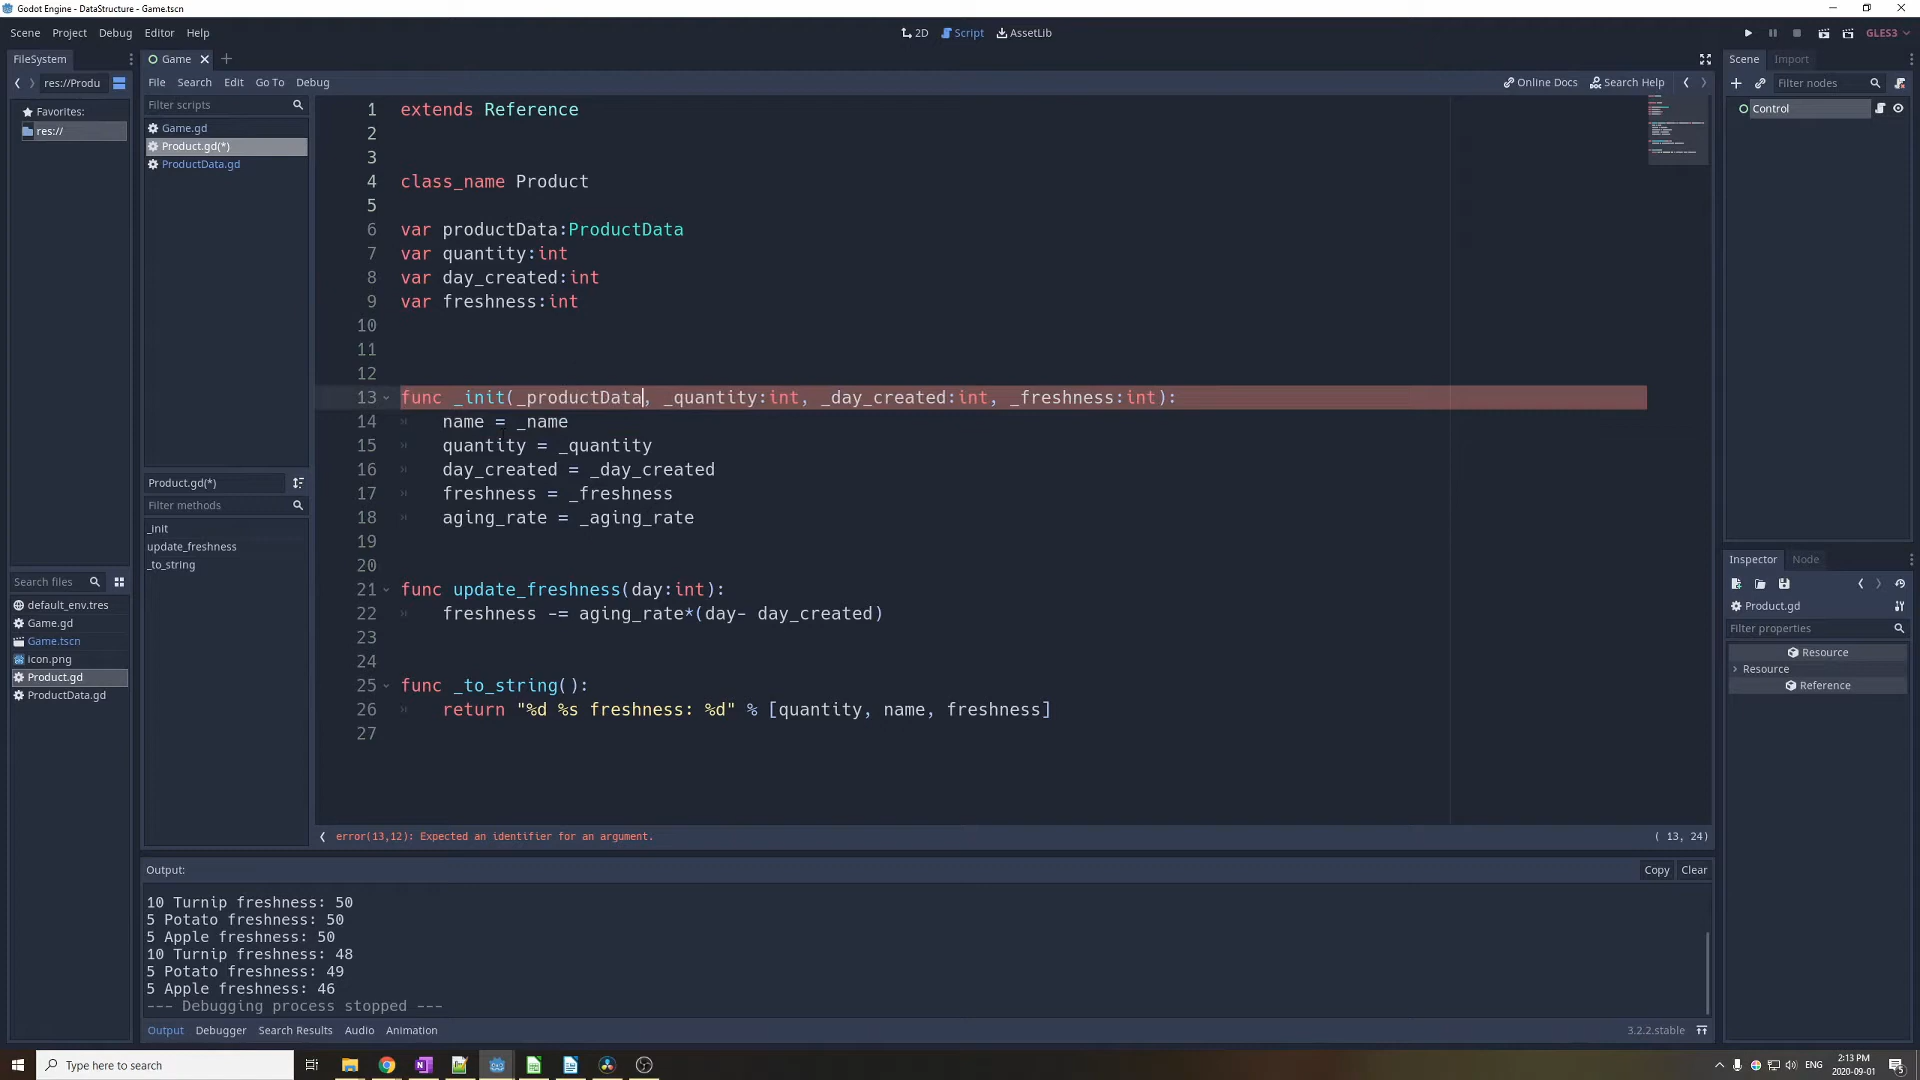 Godot Engine - DataStructure - Game.tscn
Scene Project Debug Editor Help
2D Script AssetLib
GLES3
FileSystem
res://Produ
Favorites:
res://
Search files
default_env.tres
Game.gd
Game.tscn
icon.png
Product.gd
ProductData.gd
Game
File Search Edit Go To Debug
Online Docs Search Help
Filter scripts
Game.gd
Product.gd(*)
ProductData.gd
Product.gd(*)
Filter methods
_init
update_freshness
_to_string
1 extends Reference
2
3
4 class_name Product
5
6 var productData:ProductData
7 var quantity:int
8 var day_created:int
9 var freshness:int
10
11
12
13 func _init(_productData, _quantity:int, _day_created:int, _freshness:int):
14 name = _name
15 quantity = _quantity
16 day_created = _day_created
17 freshness = _freshness
18 aging_rate = _aging_rate
19
20
21 func update_freshness(day:int):
22 freshness -= aging_rate*(day- day_created)
23
24
25 func _to_string():
26 return "%d %s freshness: %d" % [quantity, name, freshness]
27
error(13,12): Expected an identifier for an argument.
( 13, 24)
Output:
Copy Clear
10 Turnip freshness: 50
5 Potato freshness: 50
5 Apple freshness: 50
10 Turnip freshness: 48
5 Potato freshness: 49
5 Apple freshness: 46
--- Debugging process stopped ---
Output Debugger Search Results Audio Animation
3.2.2.stable
Scene Import
Filter nodes
Control
Inspector Node
Product.gd
Filter properties
Resource
Resource
Reference
Type here to search
ENG
2:13 PM
2020-09-01
5